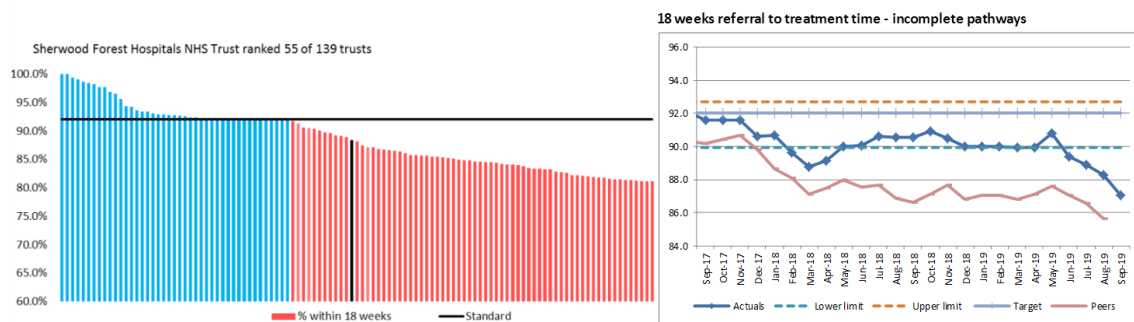 Sherwood Forest Hospitals NHS Trust ranked 55 of 139 trusts
100.0%
95.0%
90.0%
85.0%
80.0%
75.0%
70.0%
65.0%
60.0%
% within 18 weeks
Standard
18 weeks referral to treatment time - incomplete pathways
96.0
94.0
92.0
90.0
88.0
86.0
84.0
Sep-17
Oct-17
Nov-17
Dec-17
Jan-18
Feb-18
Mar-18
Apr-18
May-18
Jun-18
Jul-18
Aug-18
Sep-18
Oct-18
Nov-18
Dec-18
Jan-19
Feb-19
Mar-19
Apr-19
May-19
Jun-19
Jul-19
Aug-19
Sep-19
Actuals
Lower limit
Upper limit
Target
Peers